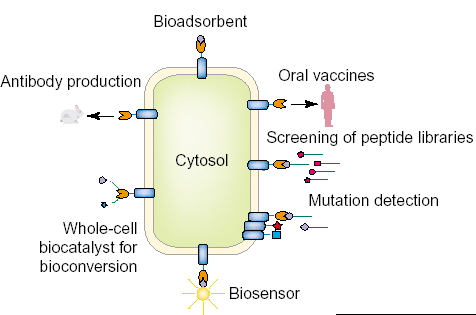 Bioadsorbent
Antibody production
Oral vaccines
Screening of peptide libraries
Cytosol
Mutation detection
Whole-cell
biocatalyst for
bioconversion
Biosensor